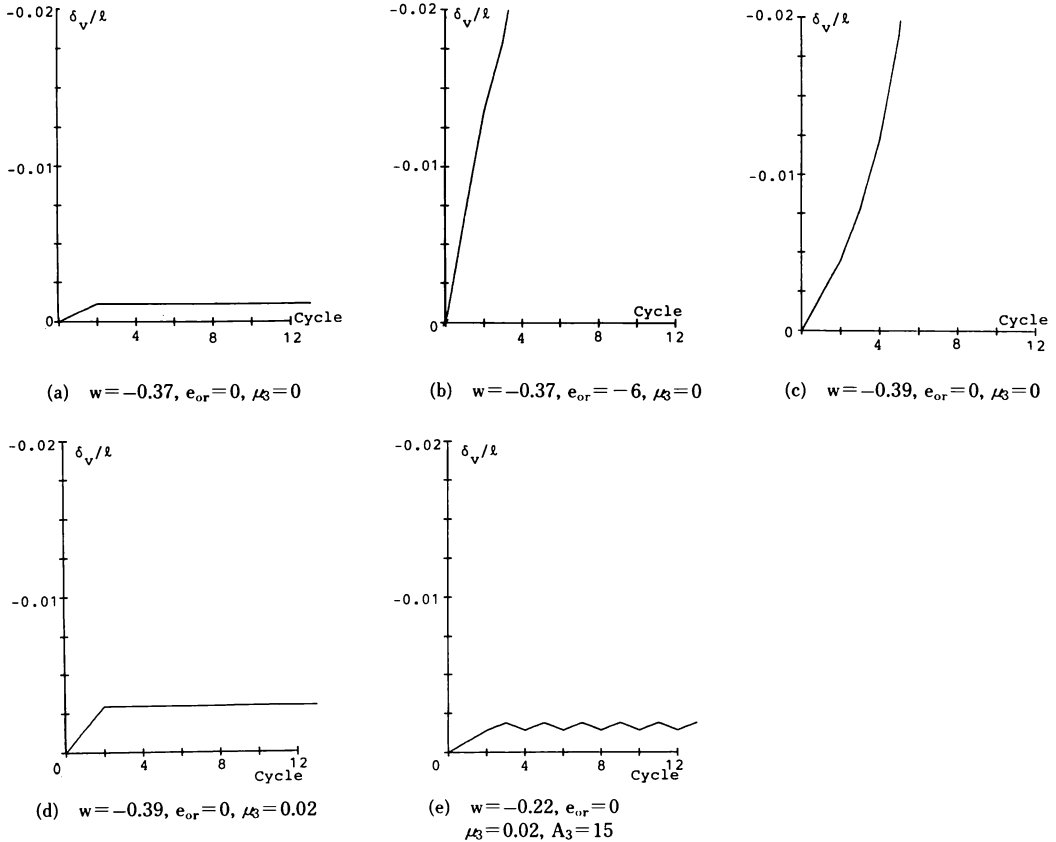 -0.02
δv/ℓ
-0.01
0
4
8
12
Cycle
(a) w=−0.37, eor=0, μ3=0
-0.02
δv/ℓ
-0.01
0
4
8
12
Cycle
(b) w=−0.37, eor=−6, μ3=0
-0.02
δv/ℓ
-0.01
0
4
8
12
Cycle
(c) w=−0.39, eor=0, μ3=0
-0.02
δv/ℓ
-0.01
0
4
8
12
Cycle
(d) w=−0.39, eor=0, μ3=0.02
-0.02
δv/ℓ
-0.01
0
4
8
12
Cycle
(e) w=−0.22, eor=0
μ3=0.02, A3=15